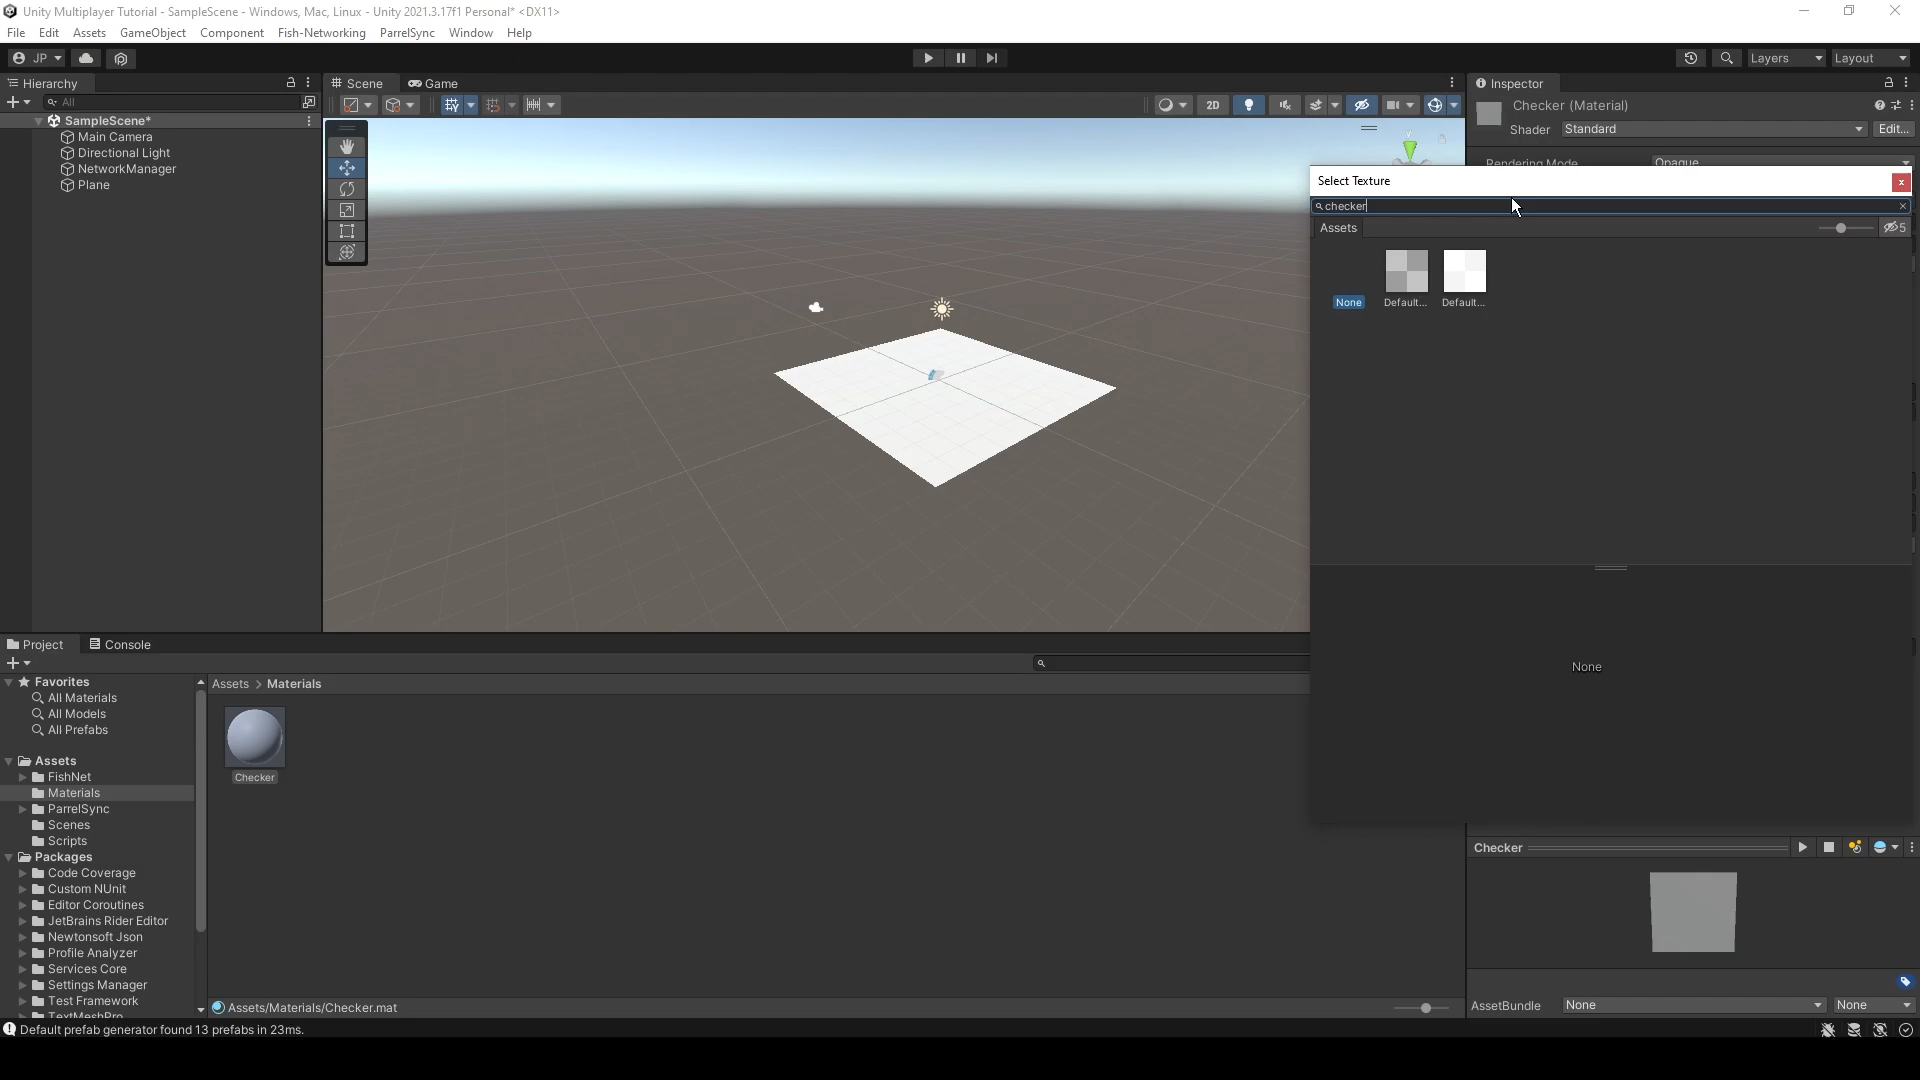 Unity Multiplayer Tutorial - SampleScene - Windows, Mac, Linux - Unity 2021.3.17f1 Personal* <DX11>
File Edit Assets GameObject Component Fish-Networking ParrelSync Window Help
JP Layers Layout
Hierarchy
All
SampleScene*
Main Camera
Directional Light
NetworkManager
Plane
Scene Game
2D
Inspector
Checker (Material)
Shader Standard Edit...
Rendering Mode Opaque
Select Texture
checker
Assets 5
None Default... Default...
None
Project Console
Favorites
All Materials
All Models
All Prefabs
Assets
FishNet
Materials
ParrelSync
Scenes
Scripts
Packages
Code Coverage
Custom NUnit
Editor Coroutines
JetBrains Rider Editor
Newtonsoft Json
Profile Analyzer
Services Core
Settings Manager
Test Framework
TextMeshPro
Assets > Materials
Checker
Assets/Materials/Checker.mat
Checker
AssetBundle None None
Default prefab generator found 13 prefabs in 23ms.